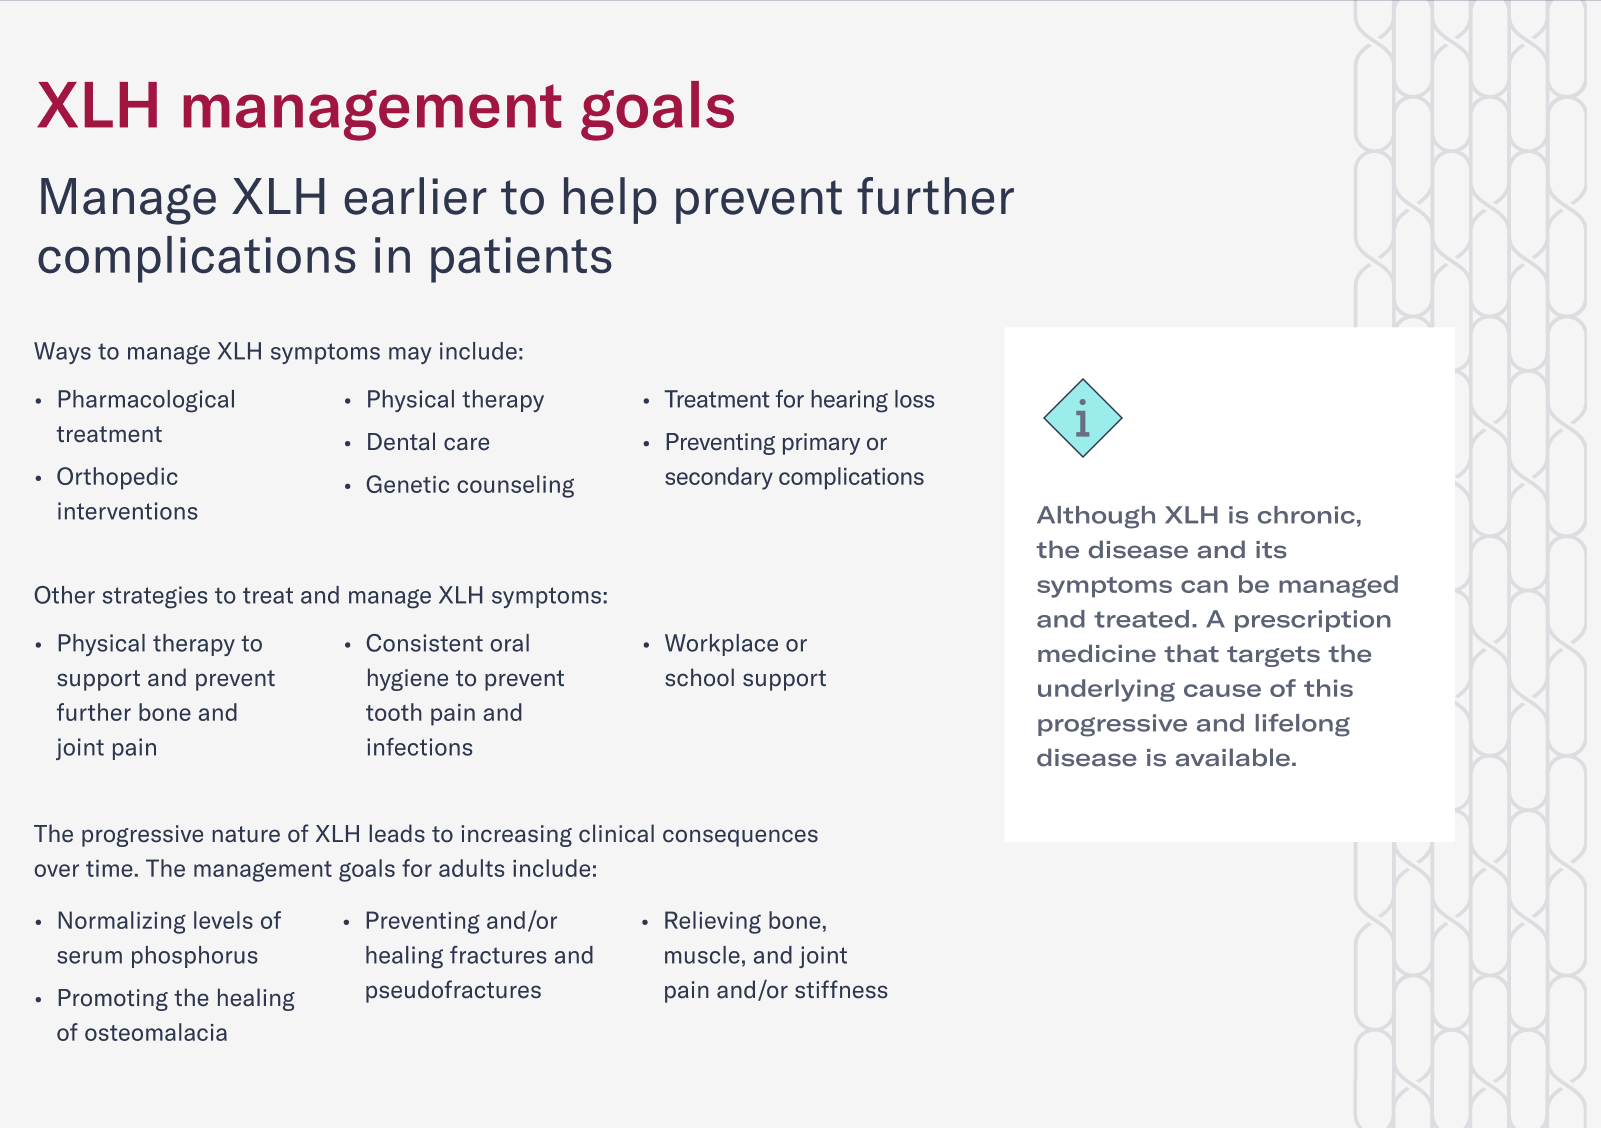 XLH management goals
Manage XLH earlier to help prevent further
complications in patients
Ways to manage XLH symptoms may include:
• Pharmacological
treatment
• Orthopedic
interventions
• Physical therapy
• Dental care
• Genetic counseling
• Treatment for hearing loss
• Preventing primary or
secondary complications
Other strategies to treat and manage XLH symptoms:
• Physical therapy to
support and prevent
further bone and
joint pain
• Consistent oral
hygiene to prevent
tooth pain and
infections
• Workplace or
school support
The progressive nature of XLH leads to increasing clinical consequences
over time. The management goals for adults include:
• Normalizing levels of
serum phosphorus
• Promoting the healing
of osteomalacia
• Preventing and/or
healing fractures and
pseudofractures
• Relieving bone,
muscle, and joint
pain and/or stiffness
i
Although XLH is chronic,
the disease and its
symptoms can be managed
and treated. A prescription
medicine that targets the
underlying cause of this
progressive and lifelong
disease is available.